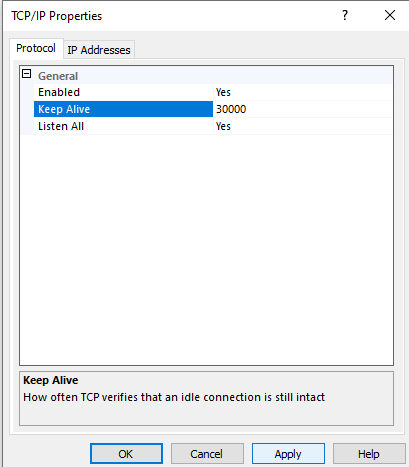 TCP/IP Properties ? ×
Protocol IP Addresses
General
Enabled Yes
Keep Alive 30000
Listen All Yes
Keep Alive
How often TCP verifies that an idle connection is still intact
OK Cancel Apply Help